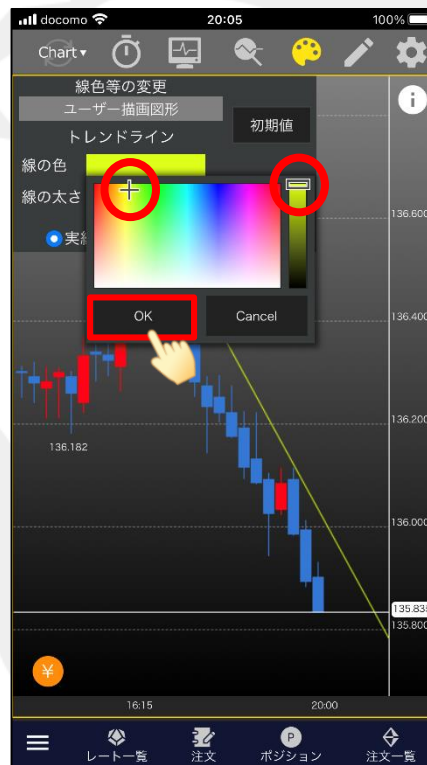 docomo 20:05 100%
Chart▾
線色等の変更
ユーザー描画図形
初期値
トレンドライン
線の色
線の太さ
実
OK Cancel
136.600
136.400
136.200
136.182
136.000
135.835
135.800
¥
16:15 20:00
レート一覧 注文 P ポジション 注文一覧